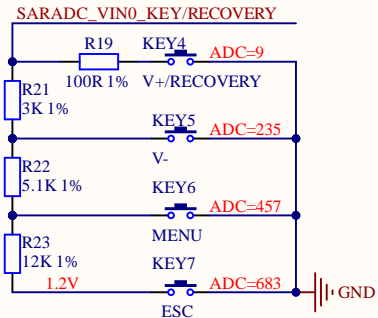 SARADC_VIN0_KEY/RECOVERY
R19 KEY4 ADC=9
100R 1% V+/RECOVERY
R21
3K 1%
KEY5 ADC=235
V-
R22
5.1K 1%
KEY6 ADC=457
MENU
R23
12K 1%
KEY7
1.2V ADC=683
GND
ESC